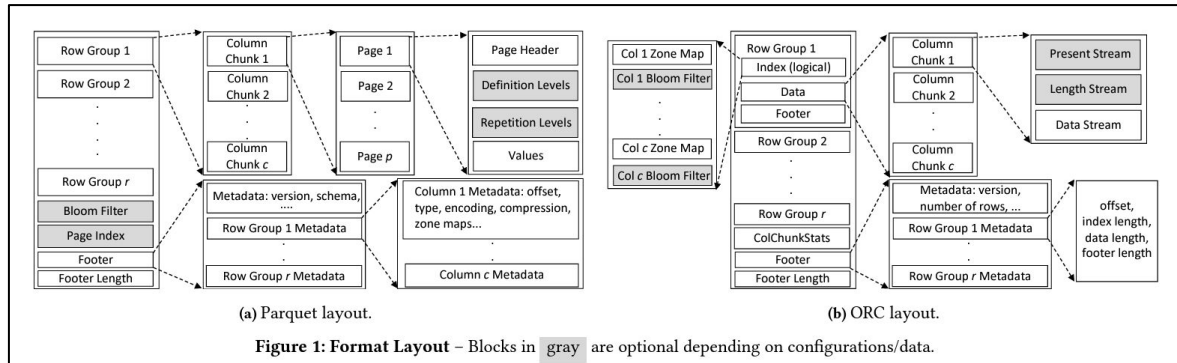 Row Group 1
Row Group 2
.
.
.
.
Row Group r
Bloom Filter
Page Index
Footer
Footer Length
Column
Chunk 1
Column
Chunk 2
.
.
.
Column
Chunk c
Page 1
Page 2
.
.
.
Page p
Page Header
Definition Levels
Repetition Levels
Values
Metadata: version, schema,
....
Row Group 1 Metadata
.
.
Row Group r Metadata
Column 1 Metadata: offset,
type, encoding, compression,
zone maps...
.
.
Column c Metadata
(a) Parquet layout.
Col 1 Zone Map
Col 1 Bloom Filter
.
.
.
Col c Zone Map
Col c Bloom Filter
Row Group 1
Index (logical)
Data
Footer
Row Group 2
.
.
.
Row Group r
ColChunkStats
Footer
Footer Length
Column
Chunk 1
Column
Chunk 2
.
.
.
Column
Chunk c
Present Stream
Length Stream
Data Stream
Metadata: version,
number of rows, ...
Row Group 1 Metadata
.
.
Row Group r Metadata
offset,
index length,
data length,
footer length
(b) ORC layout.
Figure 1: Format Layout – Blocks in gray are optional depending on configurations/data.